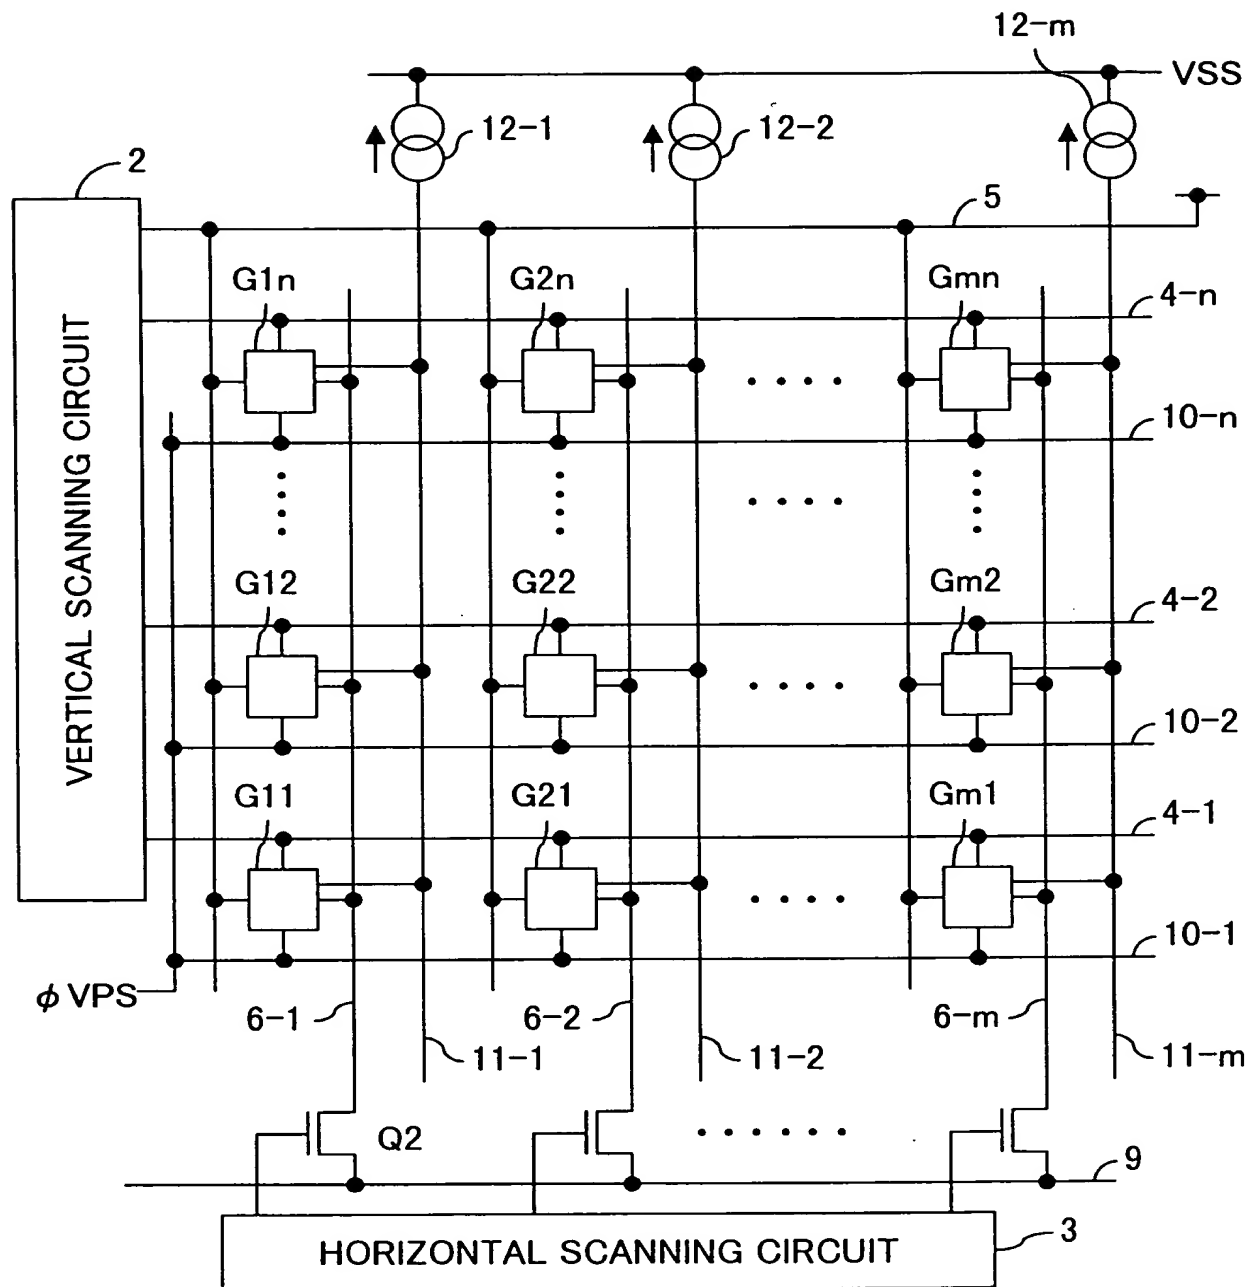 12-m
VSS
12-1
12-2
2
5
G1n
G2n
Gmn
4-n
VERTICAL SCANNING CIRCUIT
10-n
G12
G22
Gm2
4-2
10-2
G11
G21
Gm1
4-1
10-1
φ VPS
6-1
6-2
6-m
11-1
11-2
11-m
Q2
9
3
HORIZONTAL SCANNING CIRCUIT